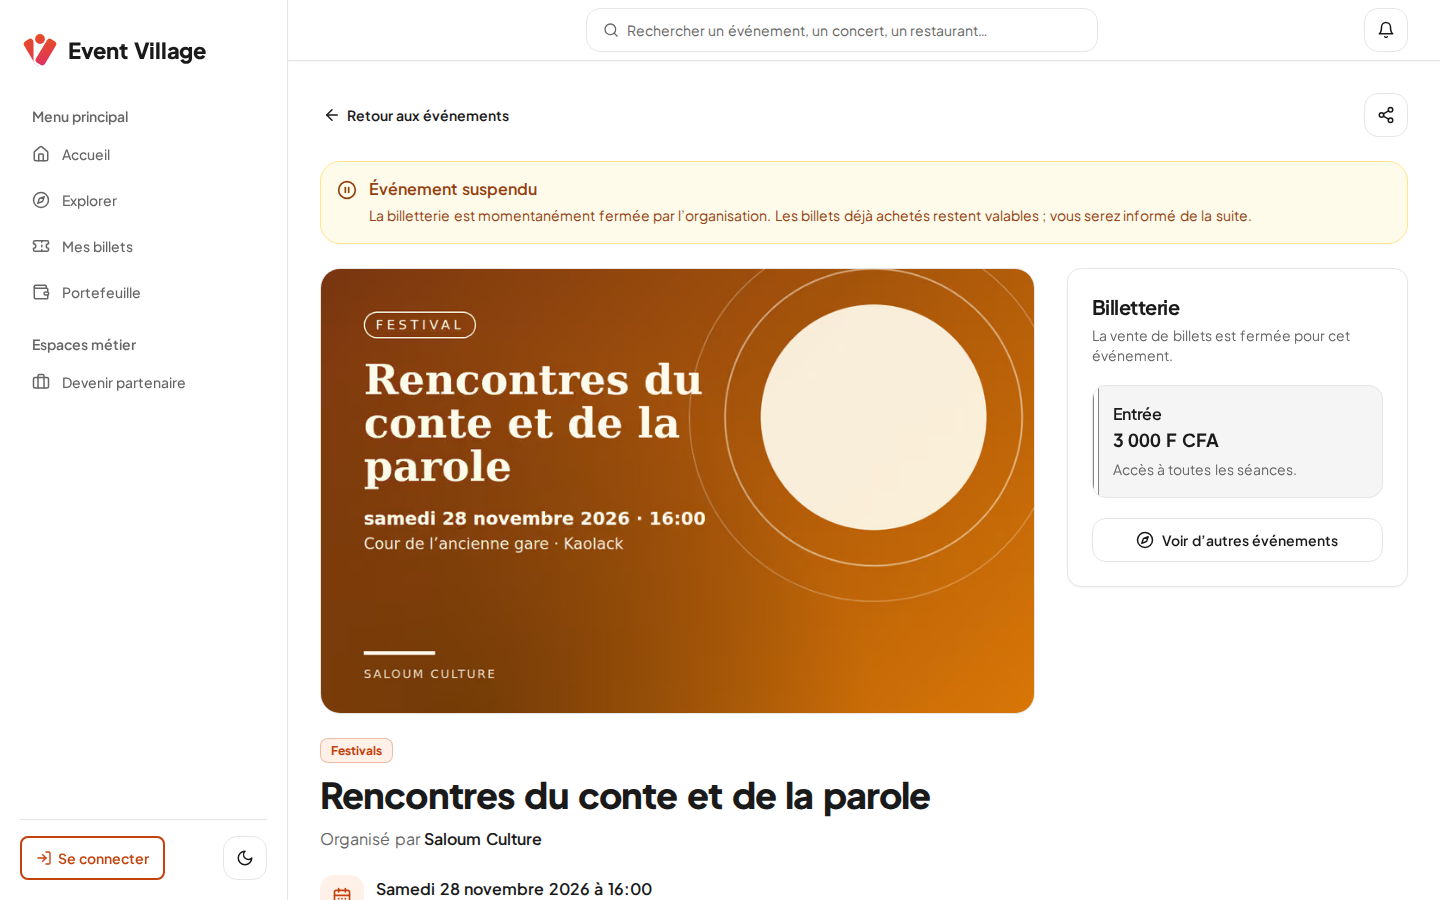 Event Village
Menu principal
Accueil
Explorer
Mes billets
Portefeuille
Espaces métier
Devenir partenaire
Se connecter
Rechercher un événement, un concert, un restaurant…
Retour aux événements
Événement suspendu
La billetterie est momentanément fermée par l’organisation. Les billets déjà achetés restent valables ; vous serez informé de la suite.
FESTIVAL
Rencontres du
conte et de la
parole
samedi 28 novembre 2026 · 16:00
Cour de l’ancienne gare · Kaolack
SALOUM CULTURE
Billetterie
La vente de billets est fermée pour cet
événement.
Entrée
3 000 F CFA
Accès à toutes les séances.
Voir d’autres événements
Festivals
Rencontres du conte et de la parole
Organisé par Saloum Culture
Samedi 28 novembre 2026 à 16:00